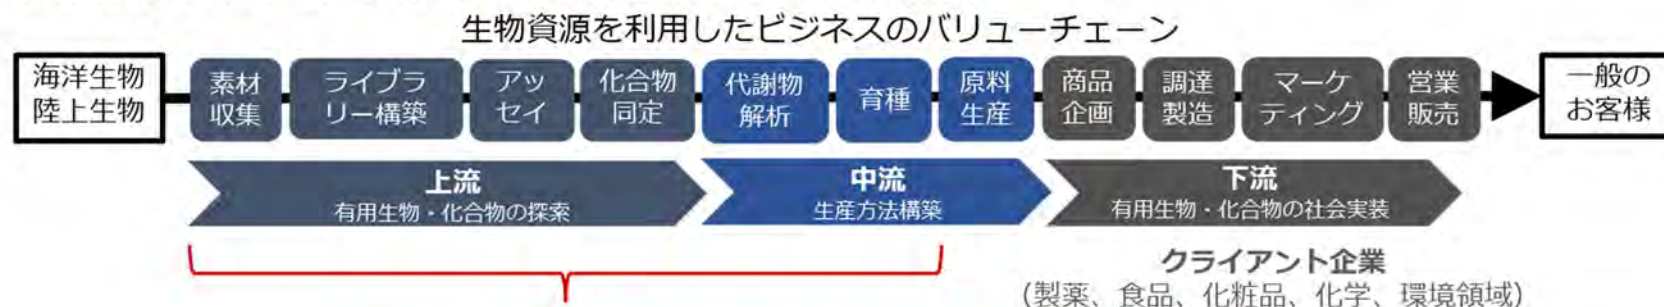 生物資源を利用したビジネスのバリューチェーン
海洋生物
陸上生物
素材
収集
ライブラ
リー構築
アッ
セイ
化合物
同定
代謝物
解析
育種
原料
生産
商品
企画
調達
製造
マーケ
ティング
営業
販売
一般の
お客様
上流
有用生物・化合物の探索
中流
生産方法構築
下流
有用生物・化合物の社会実装
クライアント企業
(製薬、食品、化粧品、化学、環境領域)